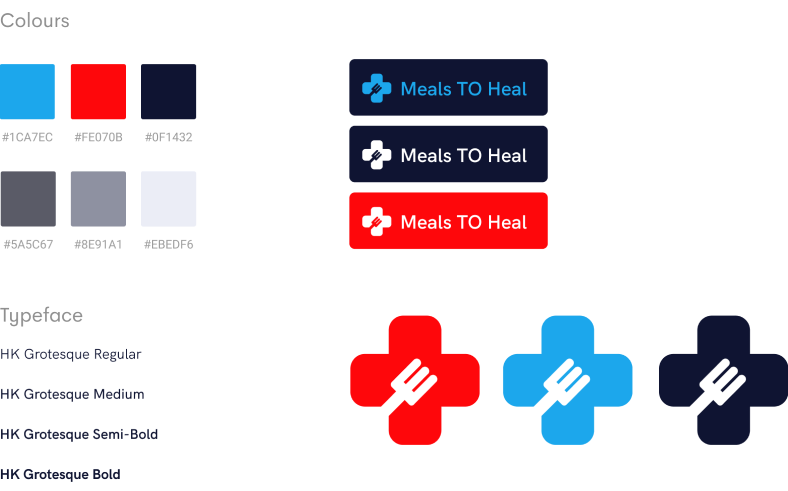 Colours
#1CA7EC #FE070B #0F1432
#5A5C67 #8E91A1 #EBEDF6
Meals TO Heal
Meals TO Heal
Meals TO Heal
Typeface
HK Grotesque Regular
HK Grotesque Medium
HK Grotesque Semi-Bold
HK Grotesque Bold